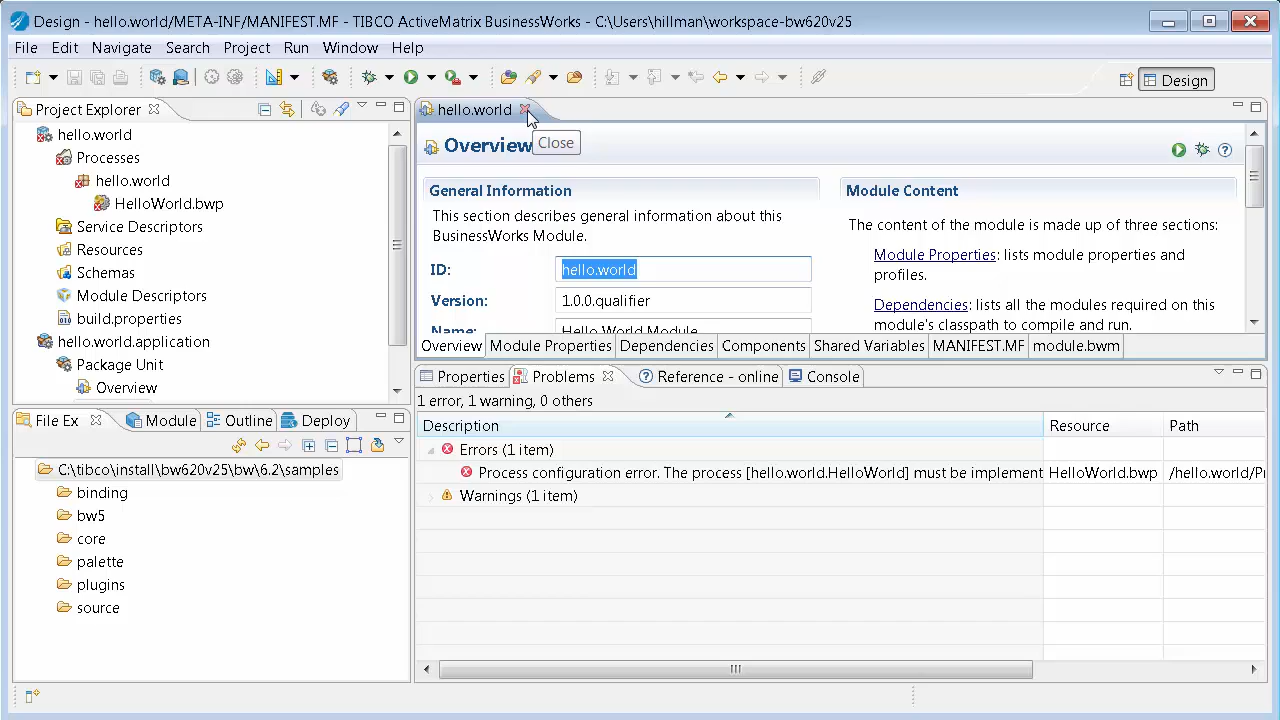 Design - hello.world/META-INF/MANIFEST.MF - TIBCO ActiveMatrix BusinessWorks - C:\Users\hillman\workspace-bw620v25
File Edit Navigate Search Project Run Window Help
Design
Project Explorer
hello.world
Processes
hello.world
HelloWorld.bwp
Service Descriptors
Resources
Schemas
Module Descriptors
build.properties
hello.world.application
Package Unit
Overview
File Ex Module Outline Deploy
C:\tibco\install\bw620v25\bw\6.2\samples
binding
bw5
core
palette
plugins
source
hello.world
Close
Overview
General Information
This section describes general information about this
BusinessWorks Module.
ID: hello.world
Version: 1.0.0.qualifier
Name: Hello World Module
Module Content
The content of the module is made up of three sections:
Module Properties: lists module properties and
profiles.
Dependencies: lists all the modules required on this
module's classpath to compile and run.
Overview Module Properties Dependencies Components Shared Variables MANIFEST.MF module.bwm
Properties Problems Reference - online Console
1 error, 1 warning, 0 others
Description Resource Path
Errors (1 item)
Process configuration error. The process [hello.world.HelloWorld] must be implement HelloWorld.bwp /hello.world/Pr
Warnings (1 item)